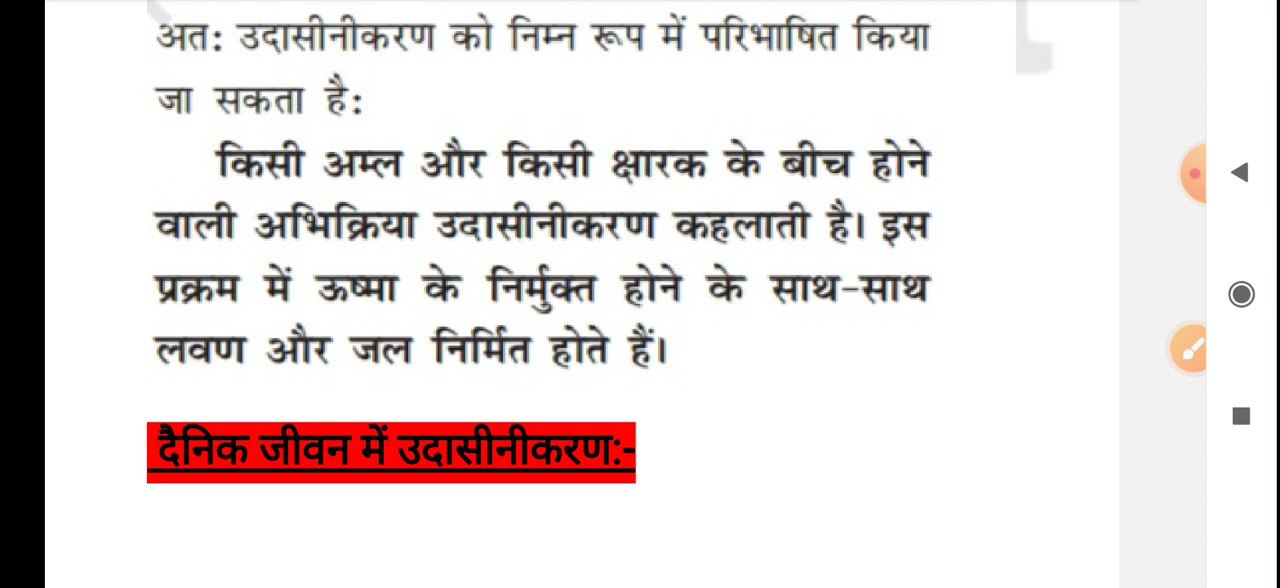 अत: उदासीनीकरण को निम्न रूप में परिभाषित किया
जा सकता है:
किसी अम्ल और किसी क्षारक के बीच होने
वाली अभिक्रिया उदासीनीकरण कहलाती है। इस
प्रक्रम में ऊष्मा के निर्मुक्त होने के साथ-साथ
लवण और जल निर्मित होते हैं।
दैनिक जीवन में उदासीनीकरण:-